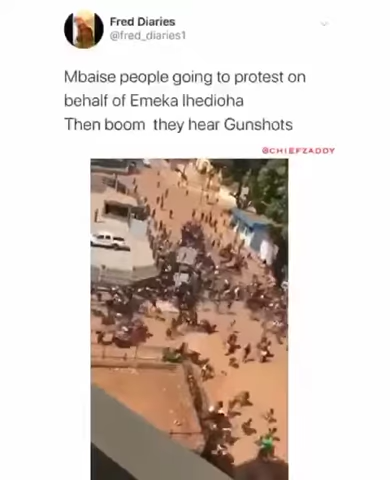 Fred Diaries
@fred_diaries1
Mbaise people going to protest on
behalf of Emeka Ihedioha
Then boom they hear Gunshots
@CHIEFZADDY